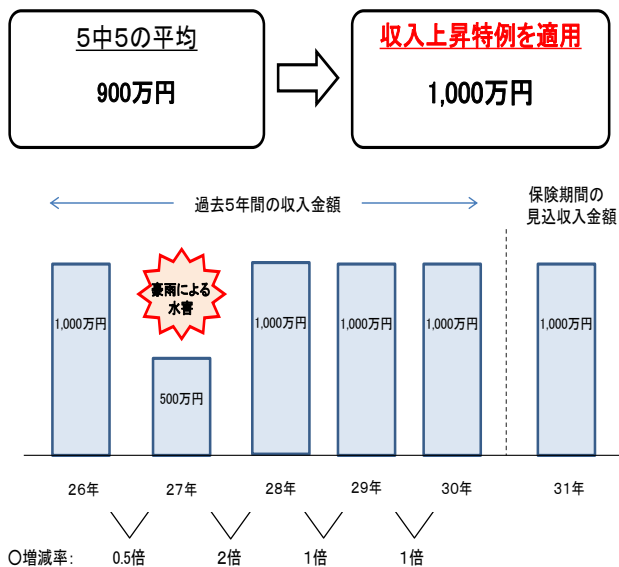 5中5の平均
900万円
収入上昇特例を適用
1,000万円
過去5年間の収入金額
保険期間の
見込収入金額
豪雨による
水害
1,000万円
500万円
1,000万円
1,000万円
1,000万円
1,000万円
26年
27年
28年
29年
30年
31年
〇増減率:
0.5倍
2倍
1倍
1倍